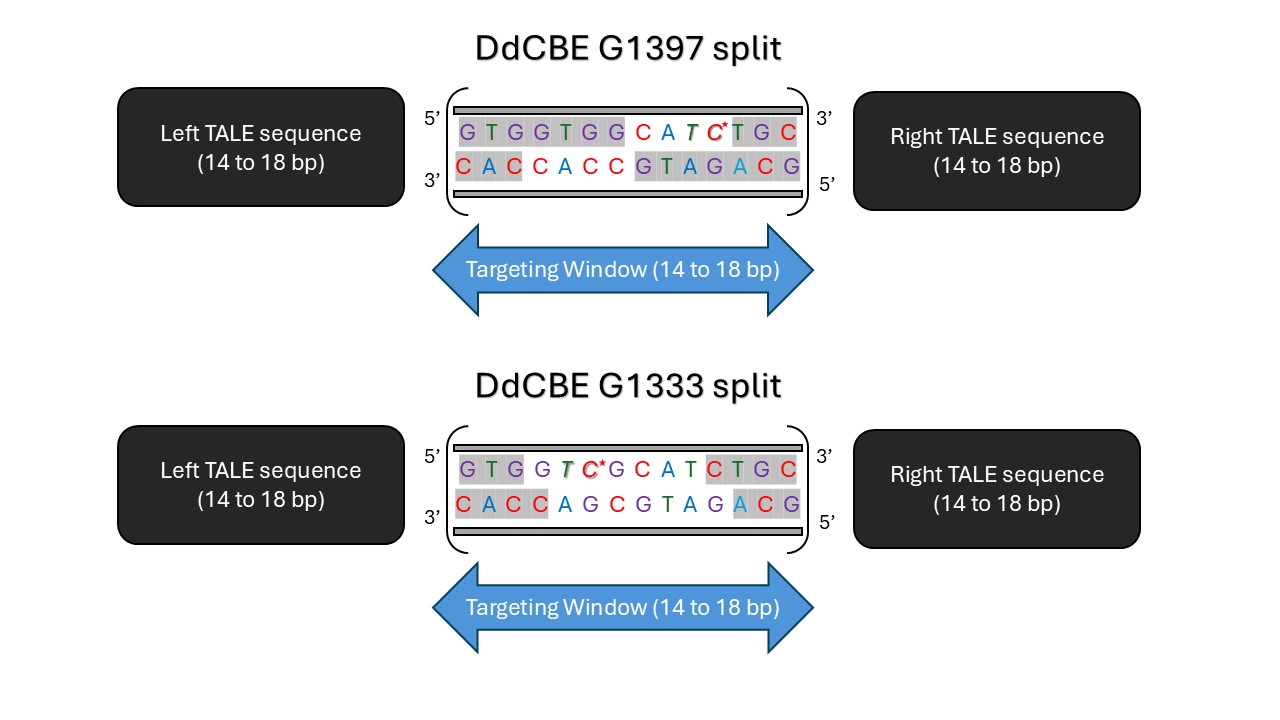 DdCBE G1397 split
Left TALE sequence
(14 to 18 bp)
5’ G T G G T G G C A T C* T G C 3’
3’ C A C C A C C G T A G A C G 5’
Right TALE sequence
(14 to 18 bp)
Targeting Window (14 to 18 bp)
DdCBE G1333 split
Left TALE sequence
(14 to 18 bp)
5’ G T G G T C* G C A T C T G C 3’
3’ C A C C A G C G T A G A C G 5’
Right TALE sequence
(14 to 18 bp)
Targeting Window (14 to 18 bp)